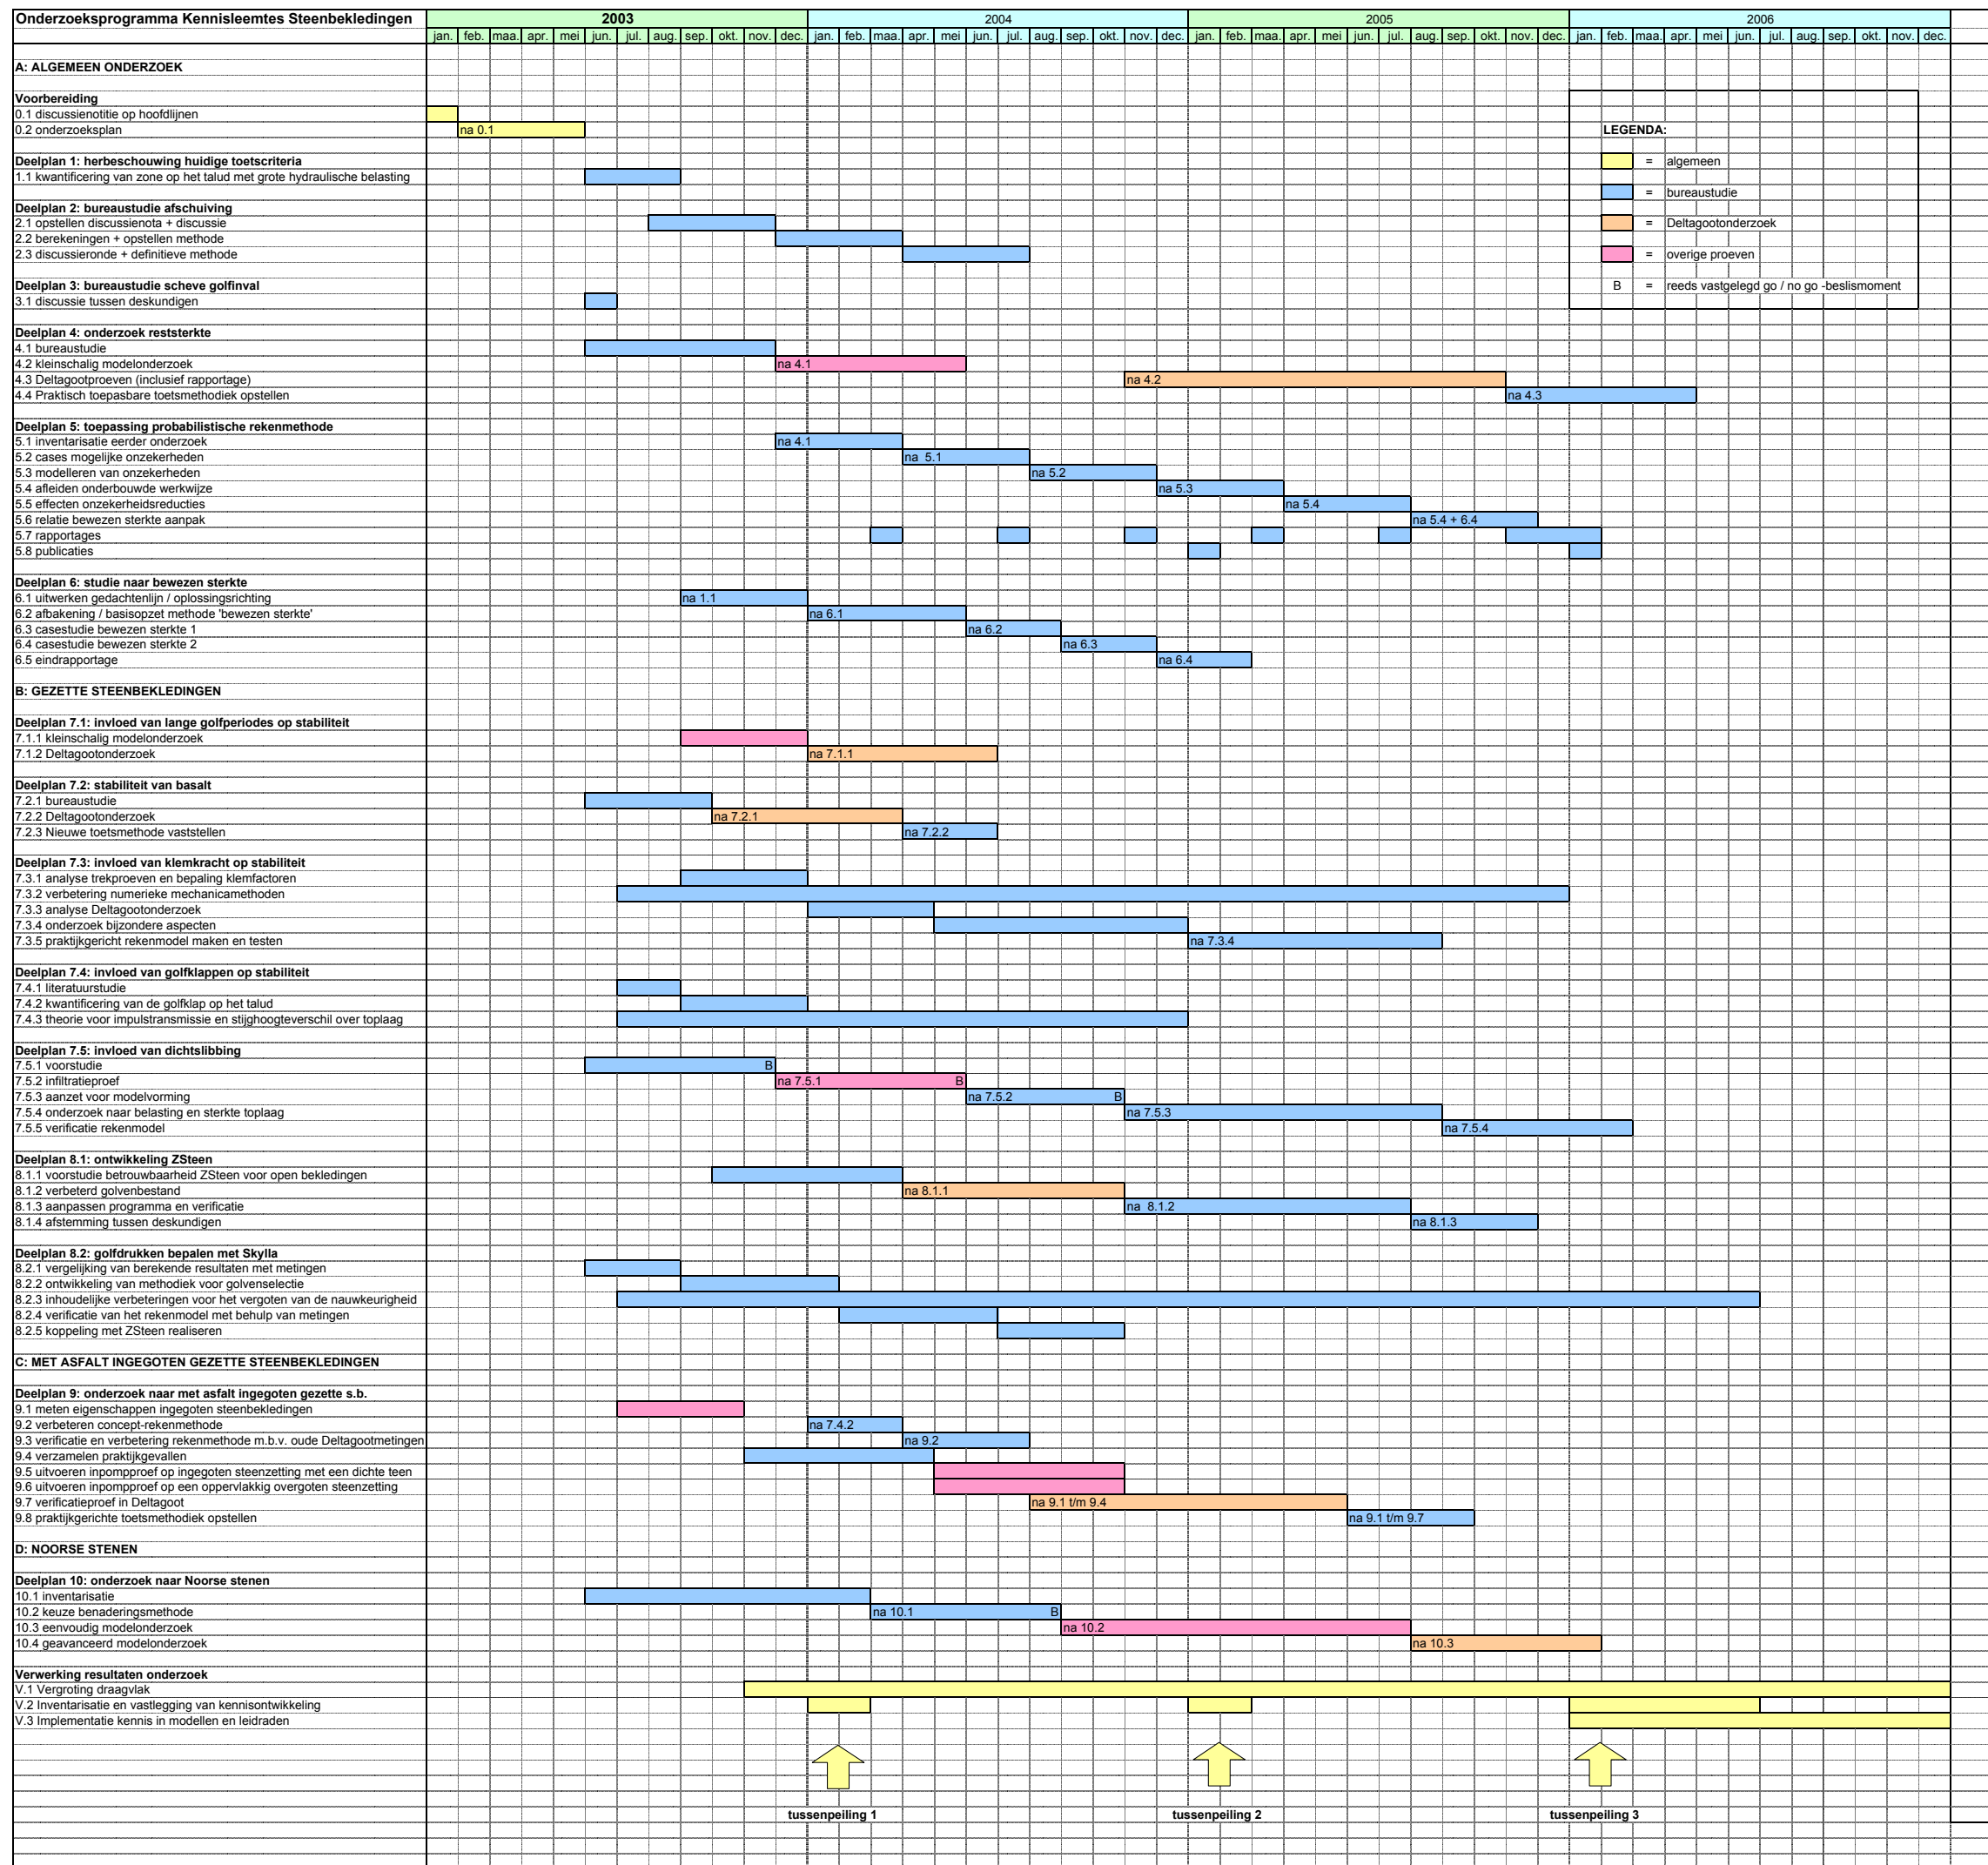 Onderzoeksprogramma Kennisleemtes Steenbekledingen 2003 2004 2005 2006
jan. feb. maa. apr. mei jun. jul. aug. sep. okt. nov. dec. jan. feb. maa. apr. mei jun. jul. aug. sep. okt. nov. dec. jan. feb. maa. apr. mei jun. jul. aug. sep. okt. nov. dec. jan. feb. maa. apr. mei jun. jul. aug. sep. okt. nov. dec.
A: ALGEMEEN ONDERZOEK
Voorbereiding
0.1 discussienotitie op hoofdlijnen
0.2 onderzoeksplan na 0.1
LEGENDA:
Deelplan 1: herbeschouwing huidige toetscriteria
= algemeen
1.1 kwantificering van zone op het talud met grote hydraulische belasting
= bureaustudie
Deelplan 2: bureaustudie afschuiving
2.1 opstellen discussienota + discussie
= Deltagootonderzoek
2.2 berekeningen + opstellen methode
2.3 discussieronde + definitieve methode
= overige proeven
Deelplan 3: bureaustudie scheve golfinval
B = reeds vastgelegd go / no go -beslismoment
3.1 discussie tussen deskundigen
Deelplan 4: onderzoek reststerkte
4.1 bureaustudie
4.2 kleinschalig modelonderzoek na 4.1
4.3 Deltagootproeven (inclusief rapportage) na 4.2
4.4 Praktisch toepasbare toetsmethodiek opstellen na 4.3
Deelplan 5: toepassing probabilistische rekenmethode
5.1 inventarisatie eerder onderzoek na 4.1
5.2 cases mogelijke onzekerheden na 5.1
5.3 modelleren van onzekerheden na 5.2
5.4 afleiden onderbouwde werkwijze na 5.3
5.5 effecten onzekerheidsreducties na 5.4
5.6 relatie bewezen sterkte aanpak na 5.4 + 6.4
5.7 rapportages
5.8 publicaties
Deelplan 6: studie naar bewezen sterkte
6.1 uitwerken gedachtenlijn / oplossingsrichting na 1.1
6.2 afbakening / basisopzet methode 'bewezen sterkte' na 6.1
6.3 casestudie bewezen sterkte 1 na 6.2
6.4 casestudie bewezen sterkte 2 na 6.3
6.5 eindrapportage na 6.4
B: GEZETTE STEENBEKLEDINGEN
Deelplan 7.1: invloed van lange golfperiodes op stabiliteit
7.1.1 kleinschalig modelonderzoek
7.1.2 Deltagootonderzoek na 7.1.1
Deelplan 7.2: stabiliteit van basalt
7.2.1 bureaustudie
7.2.2 Deltagootonderzoek na 7.2.1
7.2.3 Nieuwe toetsmethode vaststellen na 7.2.2
Deelplan 7.3: invloed van klemkracht op stabiliteit
7.3.1 analyse trekproeven en bepaling klemfactoren
7.3.2 verbetering numerieke mechanicamethoden
7.3.3 analyse Deltagootonderzoek
7.3.4 onderzoek bijzondere aspecten
7.3.5 praktijkgericht rekenmodel maken en testen na 7.3.4
Deelplan 7.4: invloed van golfklappen op stabiliteit
7.4.1 literatuurstudie
7.4.2 kwantificering van de golfklap op het talud
7.4.3 theorie voor impulstransmissie en stijghoogteverschil over toplaag
Deelplan 7.5: invloed van dichtslibbing
7.5.1 voorstudie B
7.5.2 infiltratieproef na 7.5.1 B
7.5.3 aanzet voor modelvorming na 7.5.2 B
7.5.4 onderzoek naar belasting en sterkte toplaag na 7.5.3
7.5.5 verificatie rekenmodel na 7.5.4
Deelplan 8.1: ontwikkeling ZSteen
8.1.1 voorstudie betrouwbaarheid ZSteen voor open bekledingen
8.1.2 verbeterd golvenbestand na 8.1.1
8.1.3 aanpassen programma en verificatie na 8.1.2
8.1.4 afstemming tussen deskundigen na 8.1.3
Deelplan 8.2: golfdrukken bepalen met Skylla
8.2.1 vergelijking van berekende resultaten met metingen
8.2.2 ontwikkeling van methodiek voor golvenselectie
8.2.3 inhoudelijke verbeteringen voor het vergoten van de nauwkeurigheid
8.2.4 verificatie van het rekenmodel met behulp van metingen
8.2.5 koppeling met ZSteen realiseren
C: MET ASFALT INGEGOTEN GEZETTE STEENBEKLEDINGEN
Deelplan 9: onderzoek naar met asfalt ingegoten gezette s.b.
9.1 meten eigenschappen ingegoten steenbekledingen
9.2 verbeteren concept-rekenmethode na 7.4.2
9.3 verificatie en verbetering rekenmethode m.b.v. oude Deltagootmetingen na 9.2
9.4 verzamelen praktijkgevallen
9.5 uitvoeren inpompproef op ingegoten steenzetting met een dichte teen
9.6 uitvoeren inpompproef op een oppervlakkig overgoten steenzetting
9.7 verificatieproef in Deltagoot na 9.1 t/m 9.4
9.8 praktijkgerichte toetsmethodiek opstellen na 9.1 t/m 9.7
D: NOORSE STENEN
Deelplan 10: onderzoek naar Noorse stenen
10.1 inventarisatie
10.2 keuze benaderingsmethode na 10.1 B
10.3 eenvoudig modelonderzoek na 10.2
10.4 geavanceerd modelonderzoek na 10.3
Verwerking resultaten onderzoek
V.1 Vergroting draagvlak
V.2 Inventarisatie en vastlegging van kennisontwikkeling
V.3 Implementatie kennis in modellen en leidraden
tussenpeiling 1 tussenpeiling 2 tussenpeiling 3